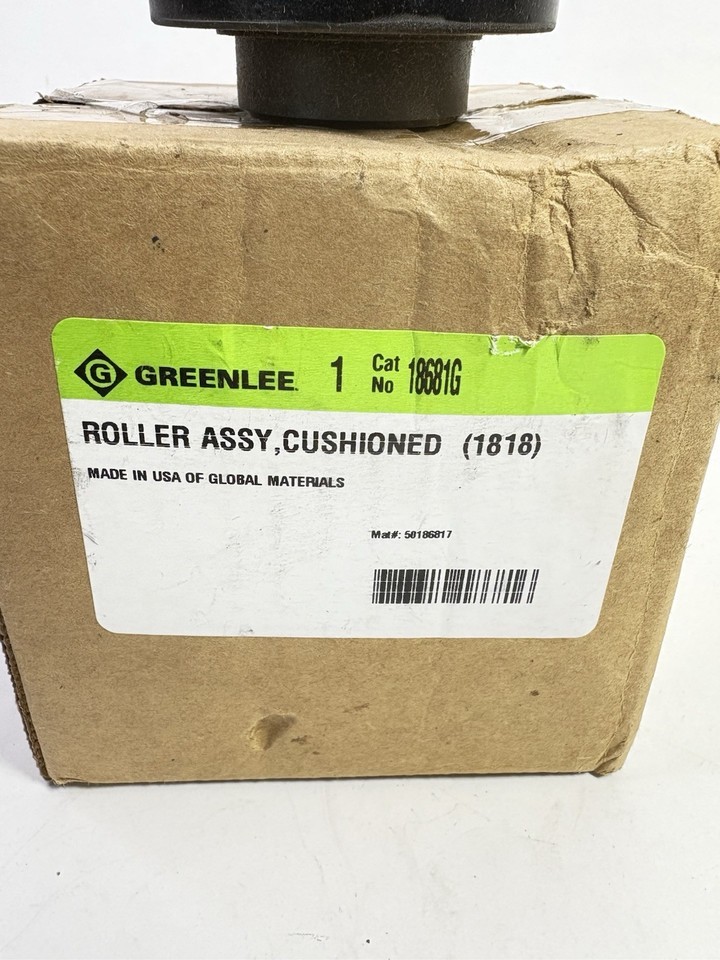 G GREENLEE 1 Cat No 18681G
ROLLER ASSY,CUSHIONED (1818)
MADE IN USA OF GLOBAL MATERIALS
Mat#: 50186817